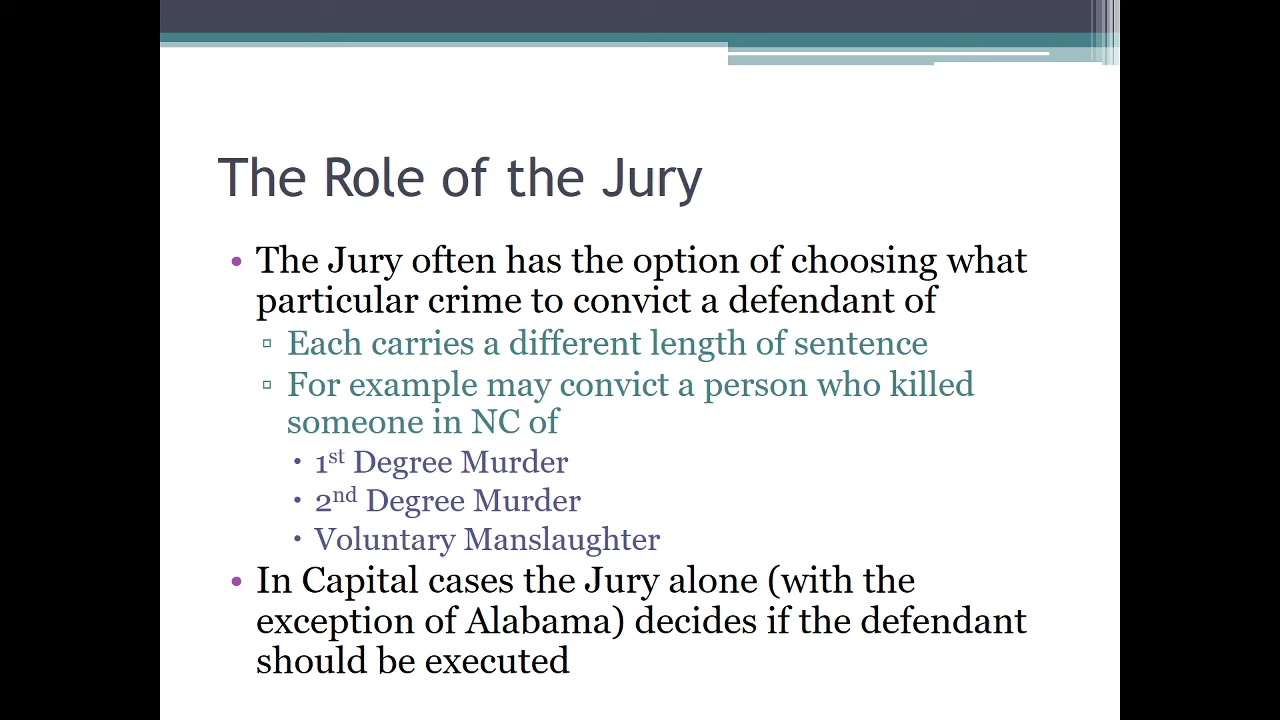 The Role of the Jury
• The Jury often has the option of choosing what
particular crime to convict a defendant of
▫ Each carries a different length of sentence
▫ For example may convict a person who killed
someone in NC of
• 1st Degree Murder
• 2nd Degree Murder
• Voluntary Manslaughter
• In Capital cases the Jury alone (with the
exception of Alabama) decides if the defendant
should be executed